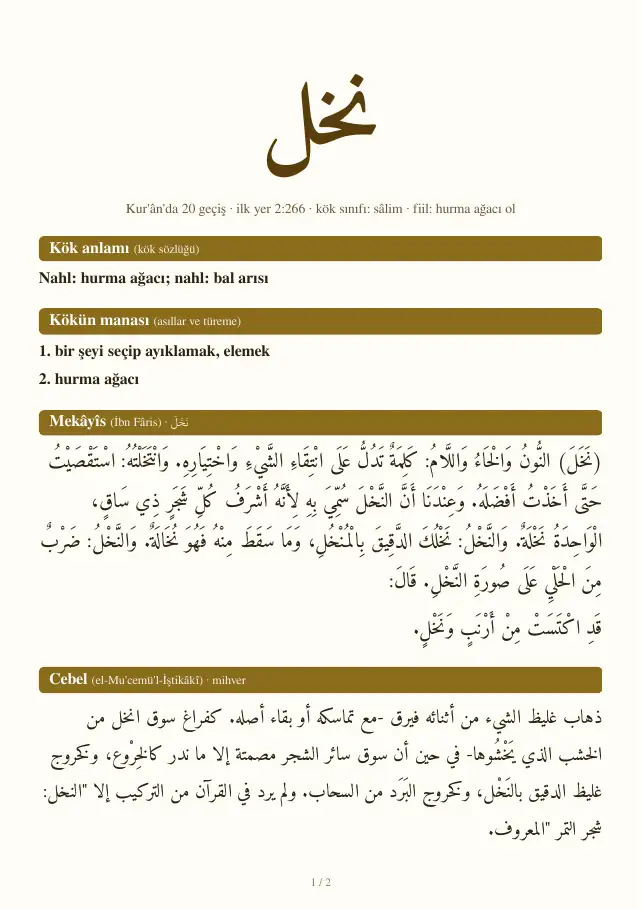 نخل
Kur'ân'da 20 geçiş · ilk yer 2:266 · kök sınıfı: sâlim · fiil: hurma ağacı ol
Kök anlamı (kök sözlüğü)
Nahl: hurma ağacı; nahl: bal arısı
Kökün manası (asıllar ve türeme)
1. bir şeyi seçip ayıklamak, elemek
2. hurma ağacı
Mekâyîs (İbn Fâris) · نَخَلَ
(نَخَلَ) النُّونُ وَالْخَاءُ وَاللَّامُ: كَلِمَةٌ تَدُلُّ عَلَى انْتِقَاءِ الشَّيْءِ وَاخْتِيَارِهِ. وَانْتَخَلْتُهُ: اسْتَقْصَيْتُ
حَتَّى أَخَذْتُ أَفْضَلَهُ. وَعِنْدَنَا أَنَّ النَّخْلَ سُمِّيَ بِهِ لِأَنَّهُ أَشْرَفُ كُلِّ شَجَرٍ ذِي سَاقٍ،
الْوَاحِدَةُ نَخْلَةٌ. وَالنَّخْلُ: نَخْلُكَ الدَّقِيقَ بِالْمُنْخُلِ، وَمَا سَقَطَ مِنْهُ فَهُوَ نُخَالَةٌ. وَالنَّخْلُ: ضَرْبٌ
مِنَ الْحَلْيِ عَلَى صُورَةِ النَّخْلِ. قَالَ:
قَدِ اكْتَسَتْ مِنْ أَرْنَبٍ وَنَخْلٍ.
Cebel (el-Mu'cemü'l-İştikâkî) · mihver
ذهاب غليظ الشيء من أثنائه فيرق -مع تماسكه أو بقاء أصله. كفراغ سوق انخل من
الخشب الذي يَخْشُوها- في حين أن سوق سائر الشجر مصمتة إلا ما ندر كالخِرْوع، وكخروج
غليظ الدقيق بالنَخْل، وكخروج البَرَد من السحاب. ولم يرد في القرآن من التركيب إلا "النخل:
شجر التمر "المعروف.
1 / 2